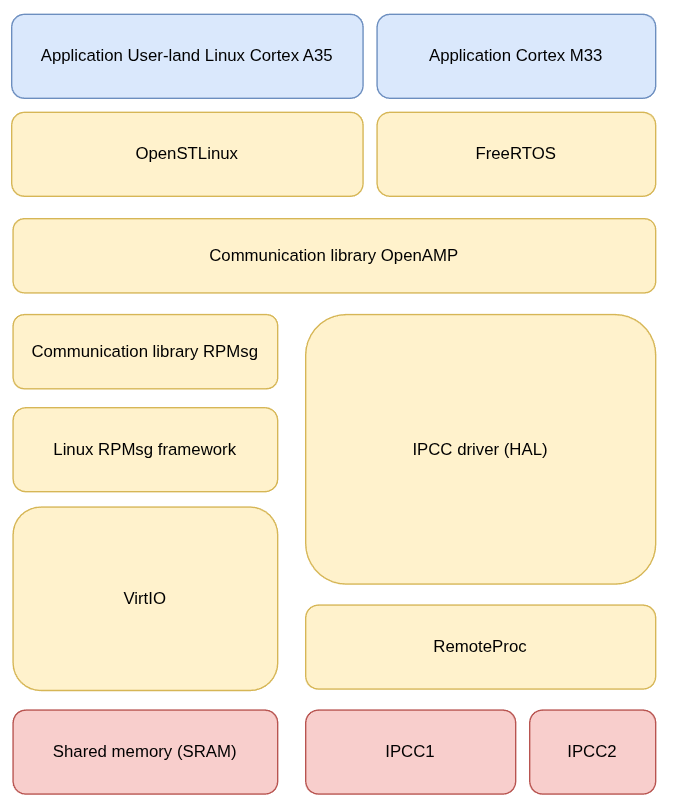 Application User-land Linux Cortex A35
Application Cortex M33
OpenSTLinux
FreeRTOS
Communication library OpenAMP
Communication library RPMsg
Linux RPMsg framework
IPCC driver (HAL)
VirtIO
RemoteProc
Shared memory (SRAM)
IPCC1
IPCC2